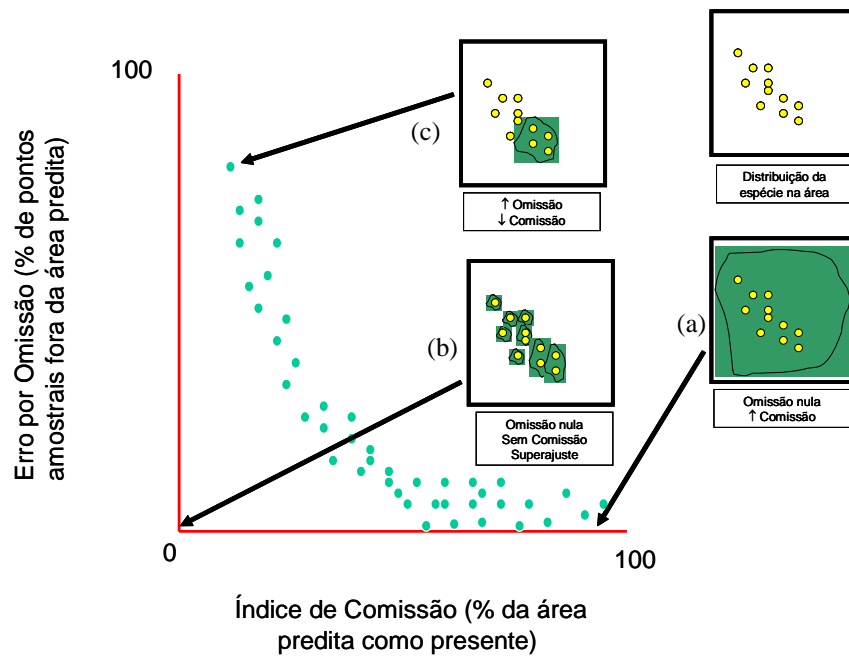 100
Erro por Omissão (% de pontos
amostrais fora da área predita)
(c)
↑ Omissão
↓ Comissão
Distribuição da
espécie na área
(b)
Omissão nula
Sem Comissão
Superajuste
(a)
Omissão nula
↑ Comissão
0
100
Índice de Comissão (% da área
predita como presente)